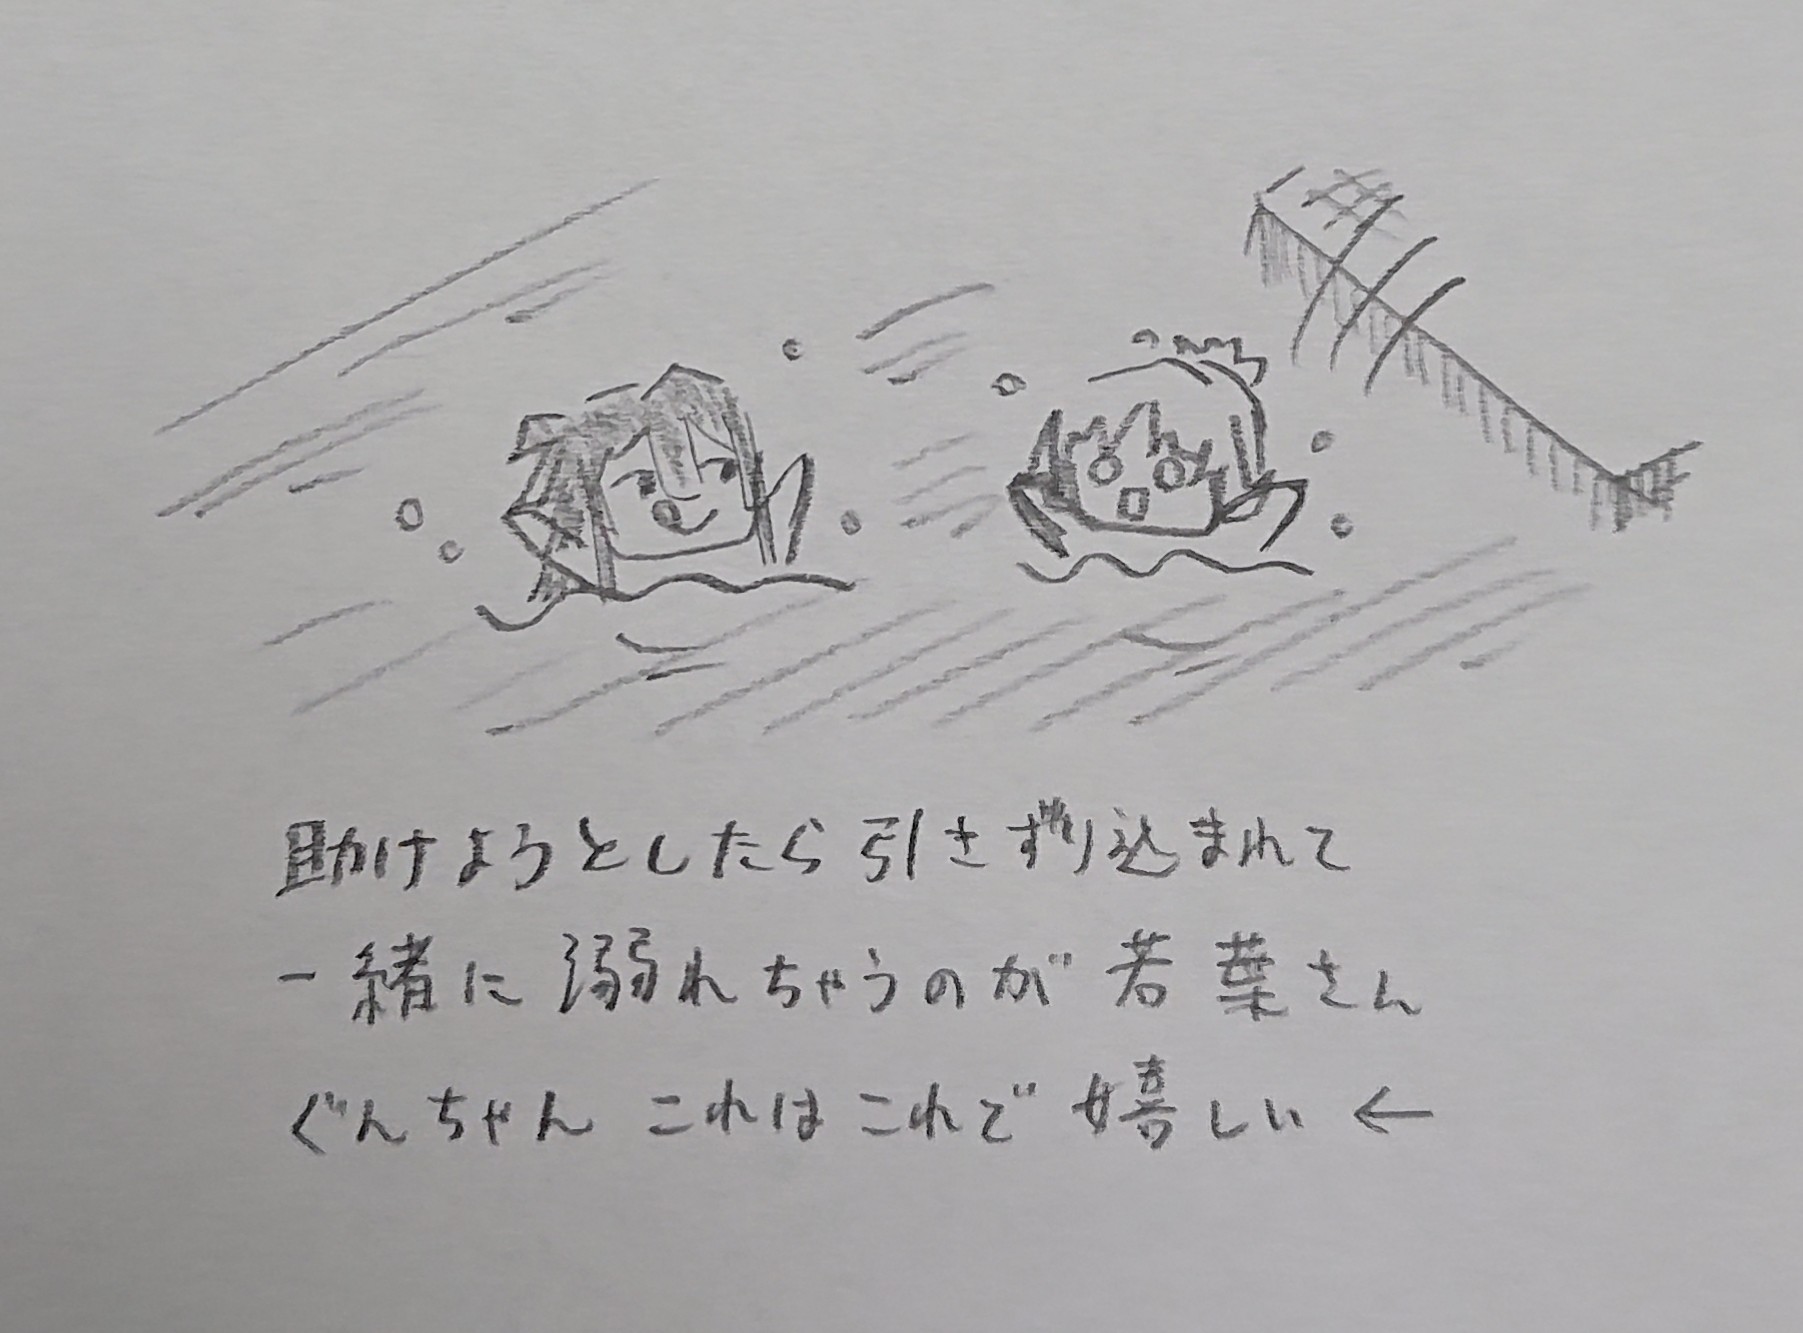 助けようとしたら引きずり込まれて
一緒に溺れちゃうのが若葉さん
ぐんちゃん これはこれで嬉しい ←